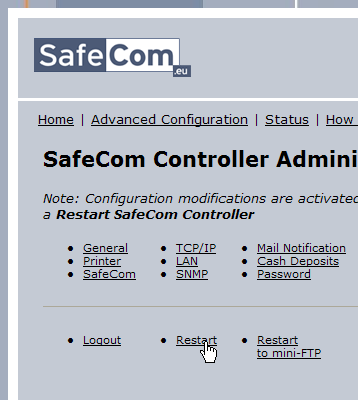 SafeCom.eu
Home | Advanced Configuration | Status | How
SafeCom Controller Admini
Note: Configuration modifications are activated
a Restart SafeCom Controller
General
Printer
SafeCom
TCP/IP
LAN
SNMP
Mail Notification
Cash Deposits
Password
Logout
Restart
Restart
to mini-FTP